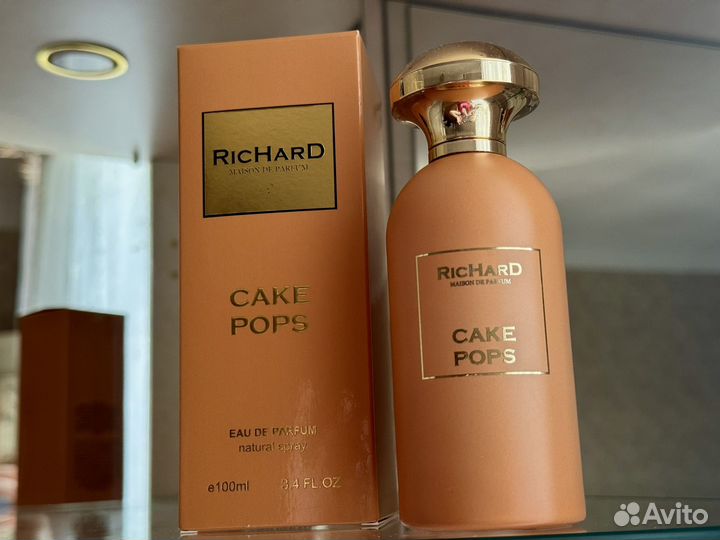 RICHARD
MAISON DE PARFUM
CAKE
POPS
EAU DE PARFUM
natural spray
e100ml 3.4 FL.OZ
RICHARD
MAISON DE PARFUM
CAKE
POPS
Avito